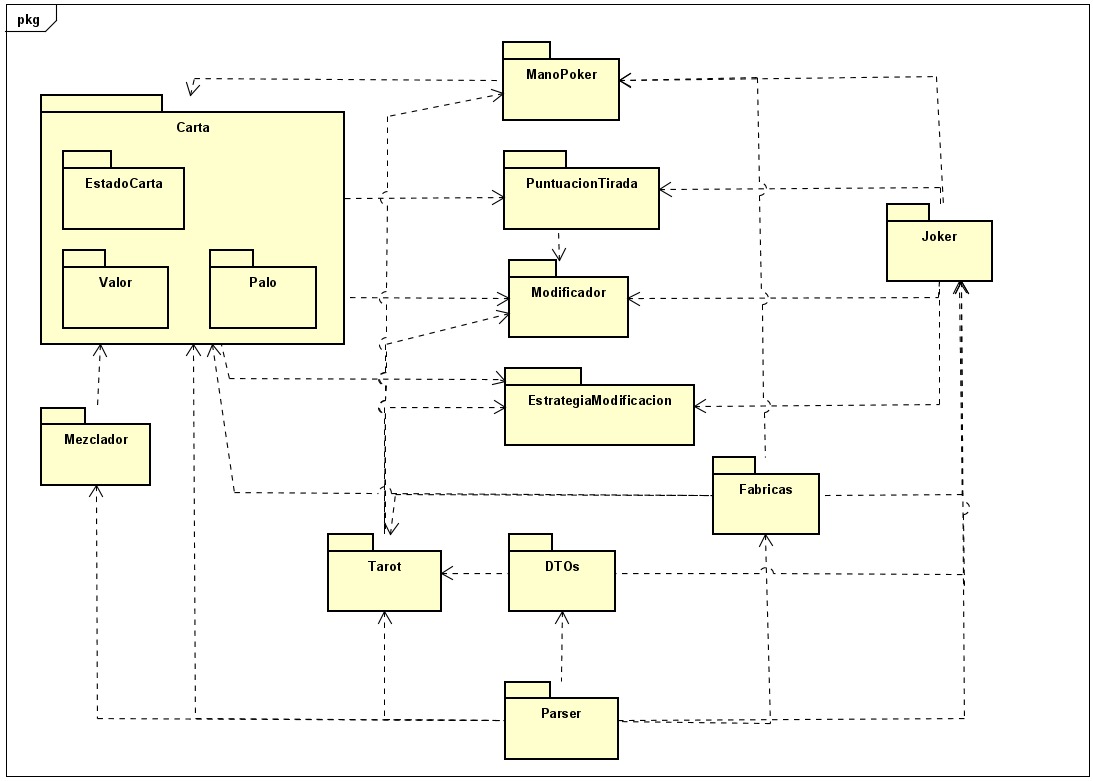 pkg
ManoPoker
Carta
EstadoCarta
PuntuacionTirada
Joker
Valor
Palo
Modificador
EstrategiaModificacion
Mezclador
Fabricas
Tarot
DTOs
Parser